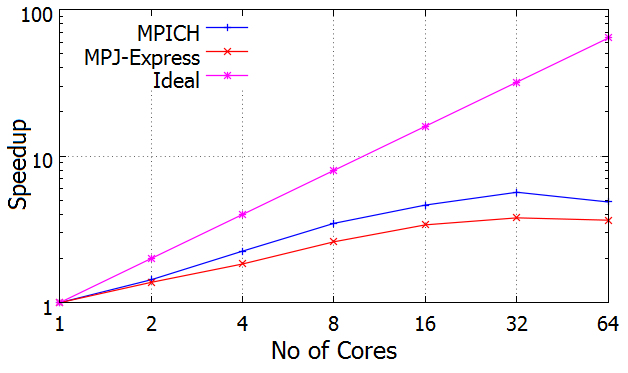 100
10
1
Speedup
MPICH
MPJ-Express
Ideal
1 2 4 8 16 32 64
No of Cores